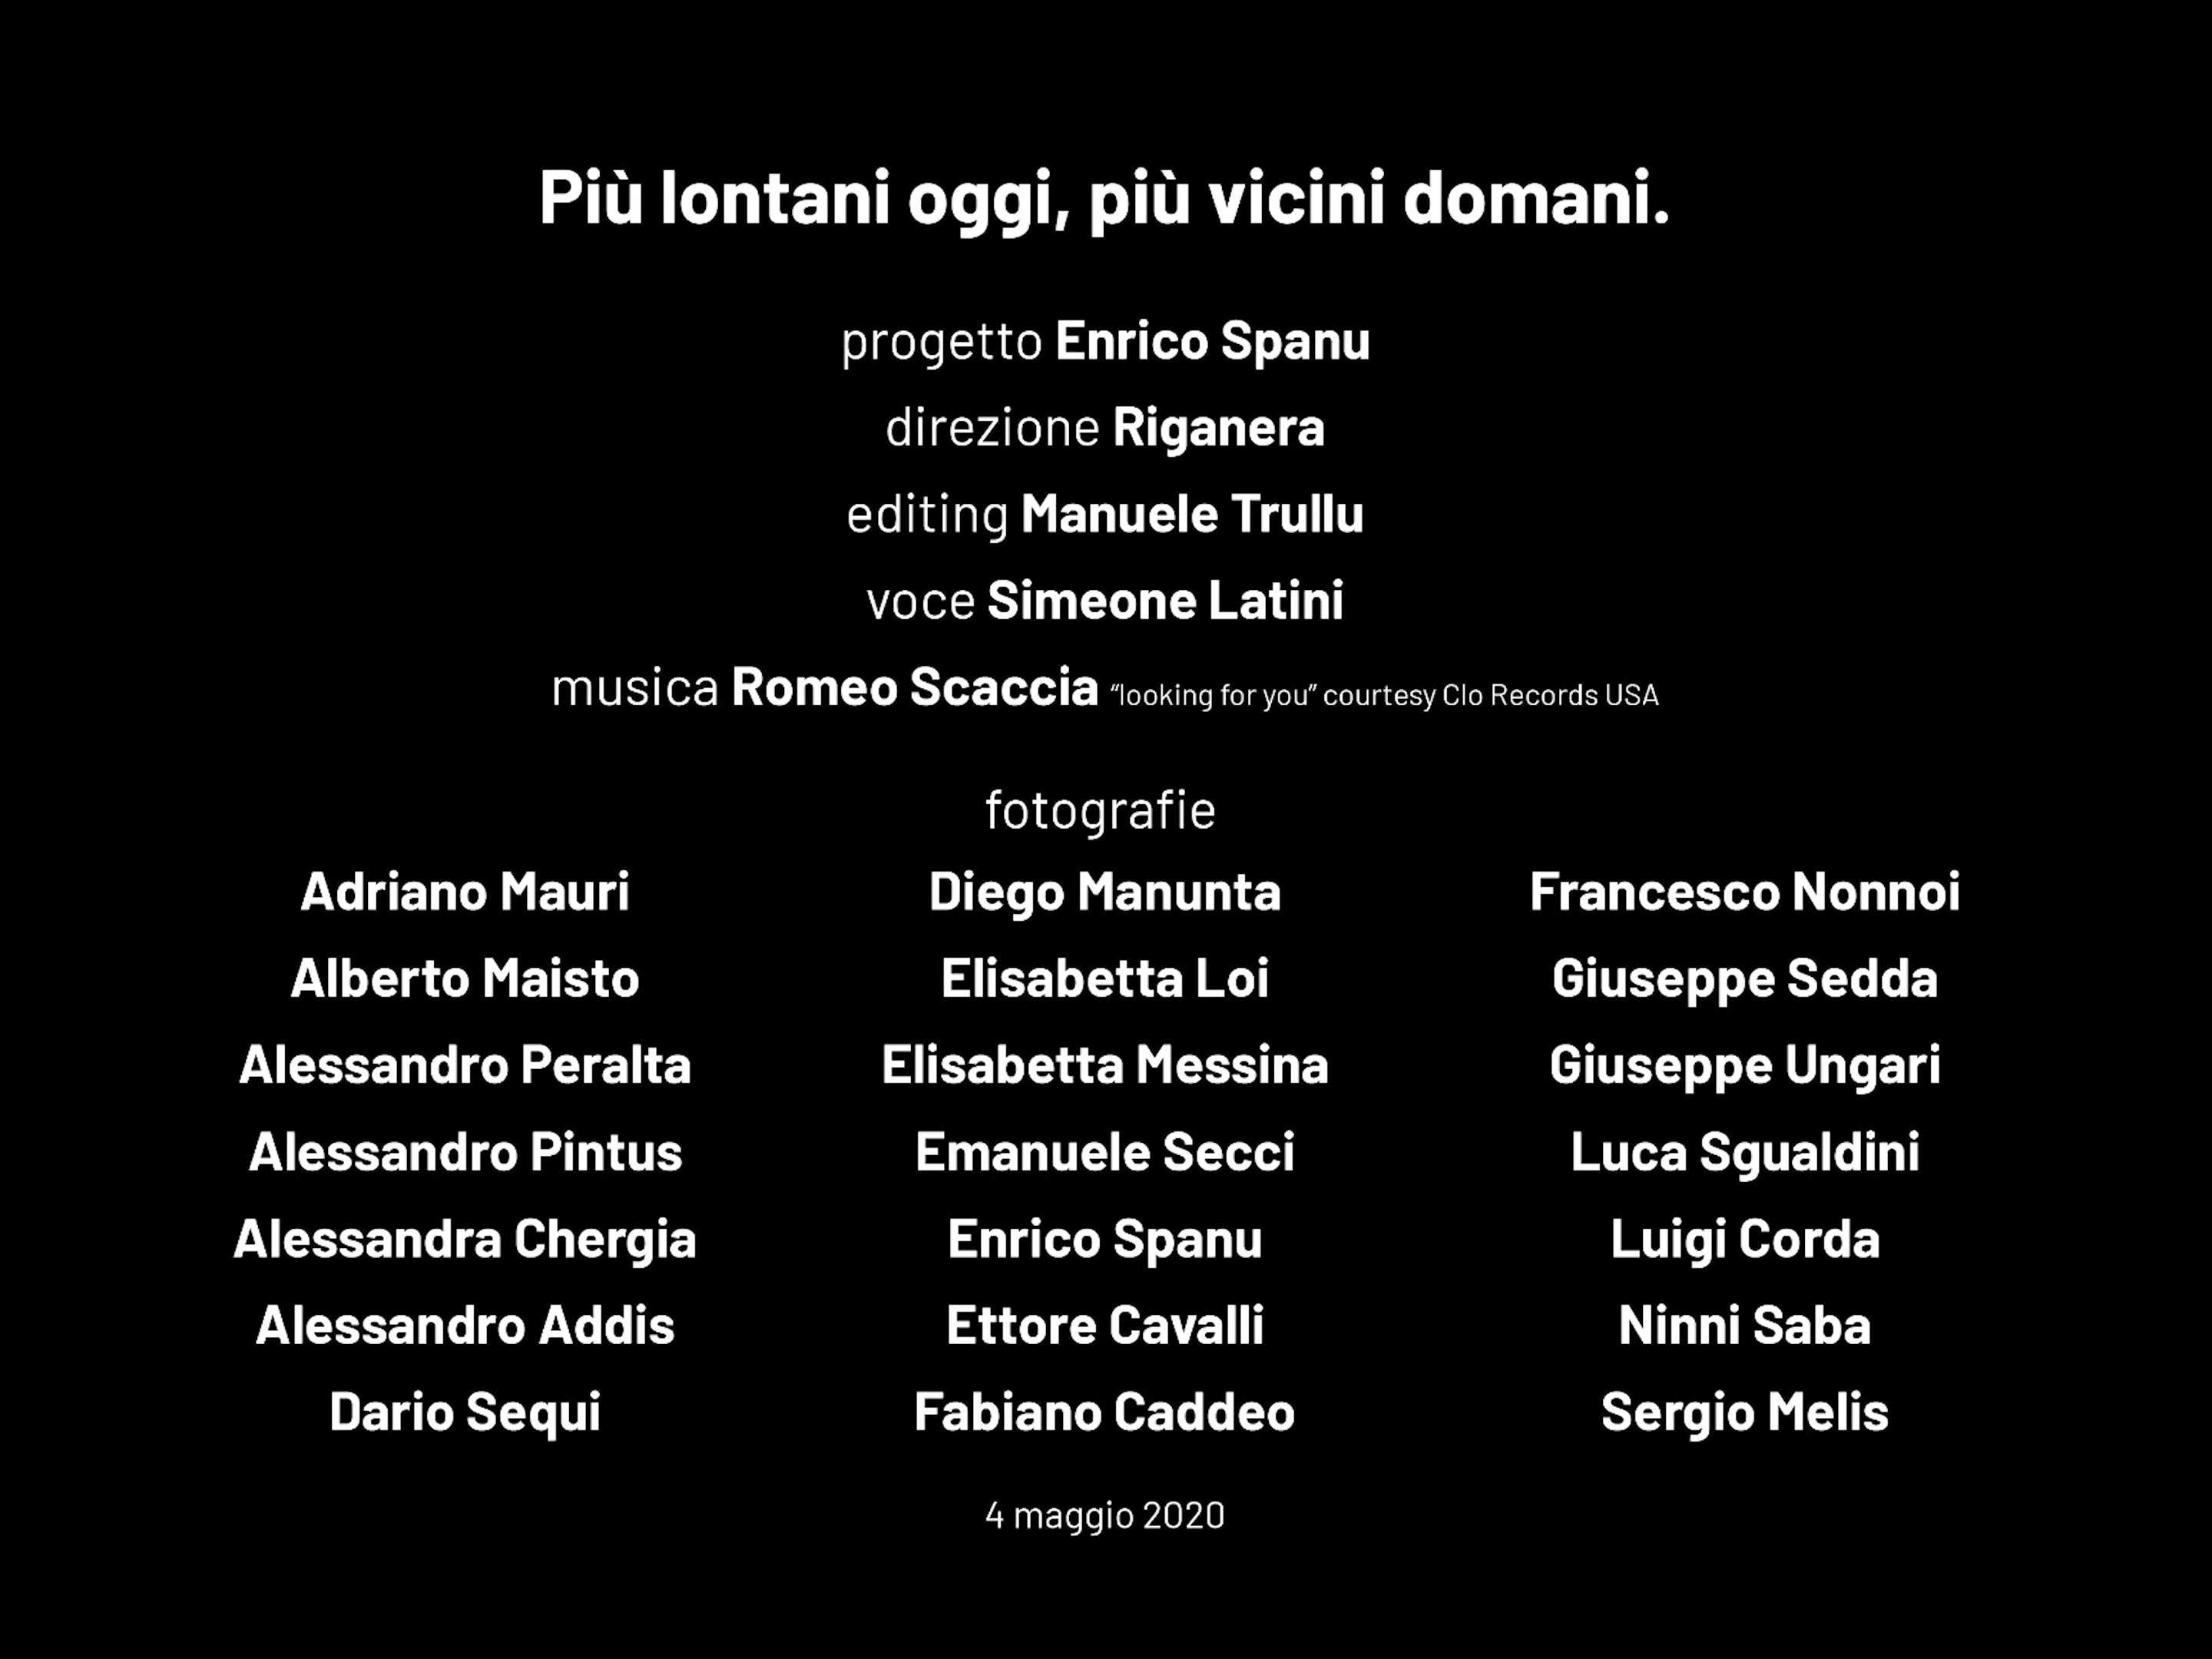 Più lontani oggi, più vicini domani.
progetto Enrico Spanu
direzione Riganera
editing Manuele Trullu
voce Simeone Latini
musica Romeo Scaccia “looking for you” courtesy Clo Records USA
fotografie
Adriano Mauri
Alberto Maisto
Alessandro Peralta
Alessandro Pintus
Alessandra Chergia
Alessandro Addis
Dario Sequi
Diego Manunta
Elisabetta Loi
Elisabetta Messina
Emanuele Secci
Enrico Spanu
Ettore Cavalli
Fabiano Caddeo
Francesco Nonnoi
Giuseppe Sedda
Giuseppe Ungari
Luca Sgualdini
Luigi Corda
Ninni Saba
Sergio Melis
4 maggio 2020